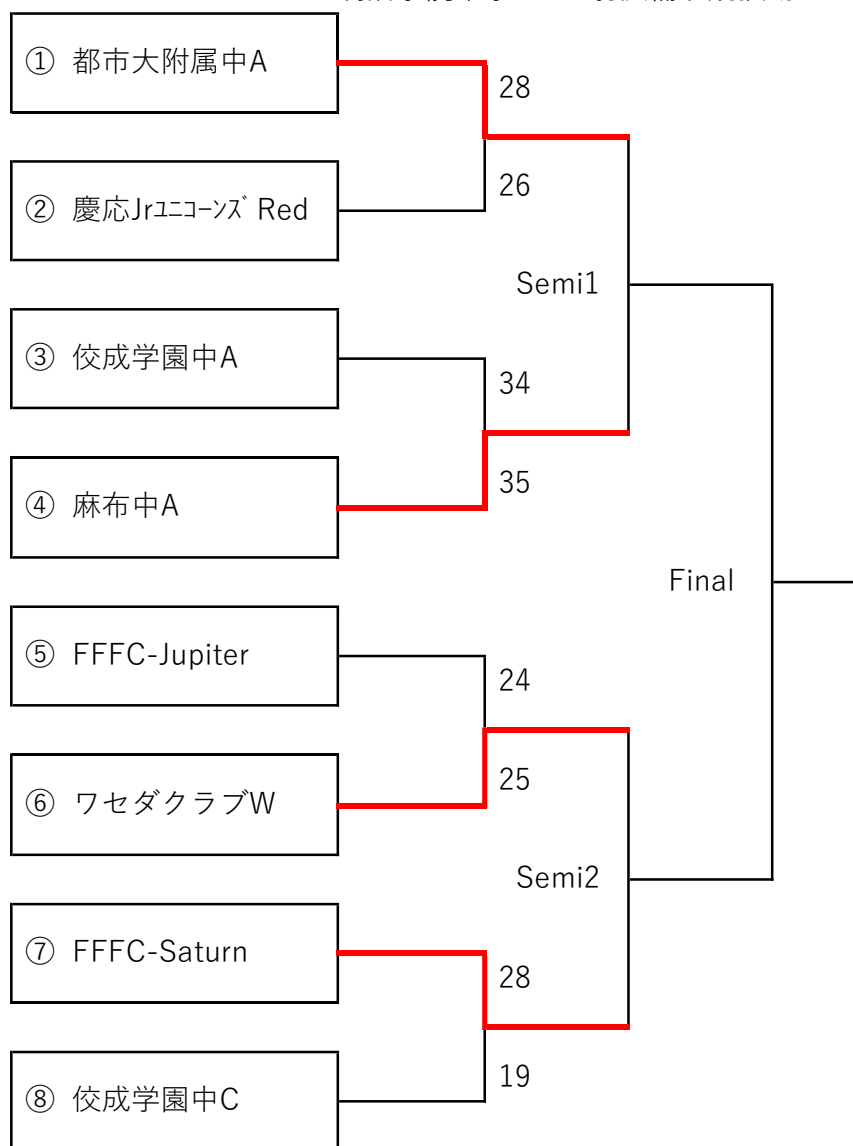 ① 都市大附属中A
28
26
② 慶応Jrﾕﾆｺｰﾝｽﾞ Red
Semi1
③ 佼成学園中A
34
35
④ 麻布中A
Final
⑤ FFFC-Jupiter
24
25
⑥ ワセダクラブW
Semi2
⑦ FFFC-Saturn
28
19
⑧ 佼成学園中C